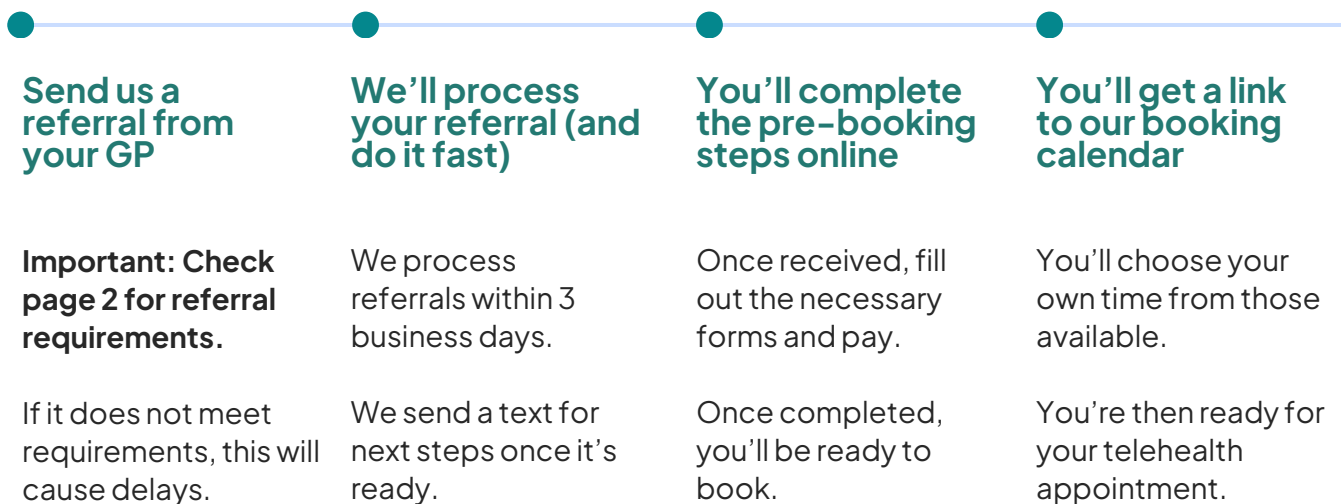 Send us a
referral from
your GP
Important: Check
page 2 for referral
requirements.
If it does not meet
requirements, this will
cause delays.
We’ll process
your referral (and
do it fast)
We process
referrals within 3
business days.
We send a text for
next steps once it’s
ready.
You’ll complete
the pre-booking
steps online
Once received, fill
out the necessary
forms and pay.
Once completed,
you’ll be ready to
book.
You’ll get a link
to our booking
calendar
You’ll choose your
own time from those
available.
You’re then ready for
your telehealth
appointment.